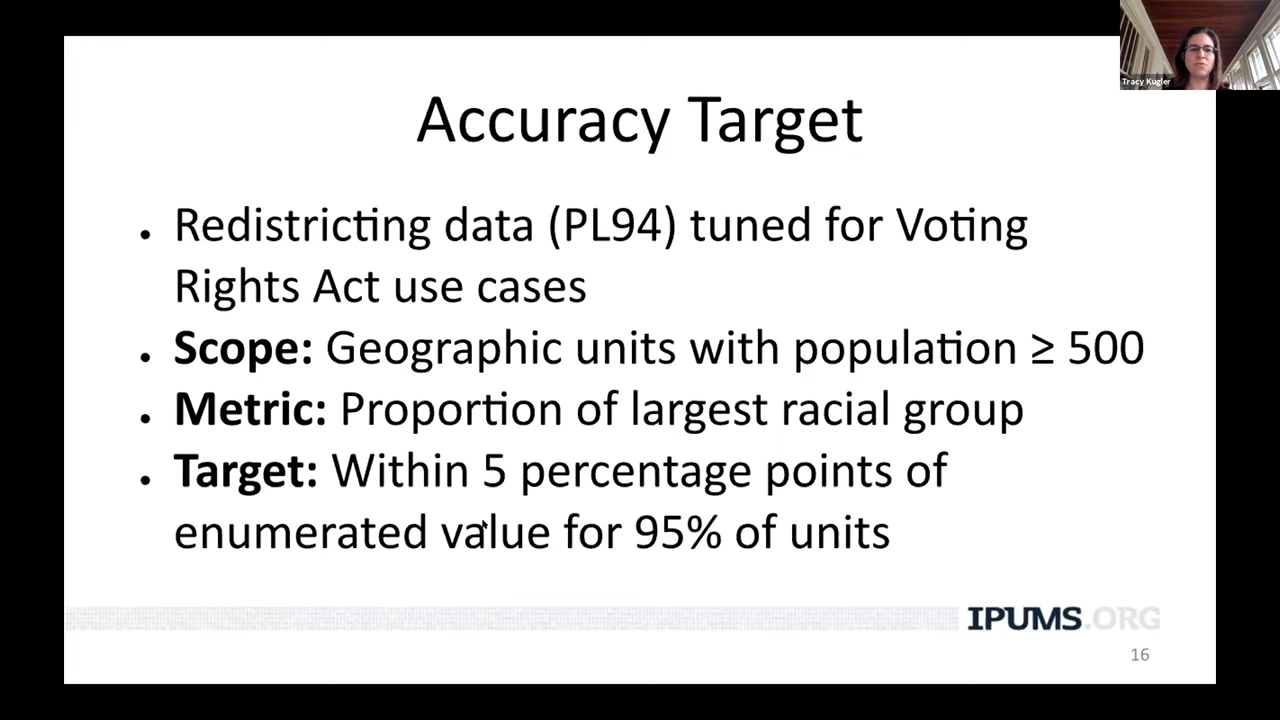 Tracy Kugler
Accuracy Target
• Redistricting data (PL94) tuned for Voting
Rights Act use cases
• Scope: Geographic units with population ≥ 500
• Metric: Proportion of largest racial group
• Target: Within 5 percentage points of
enumerated value for 95% of units
IPUMS.ORG
16